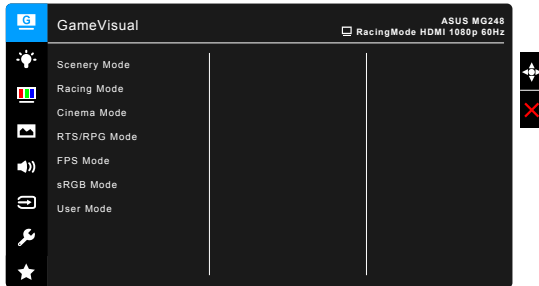 G
GameVisual
ASUS MG248
RacingMode HDMI 1080p 60Hz
Scenery Mode
Racing Mode
Cinema Mode
RTS/RPG Mode
FPS Mode
sRGB Mode
User Mode